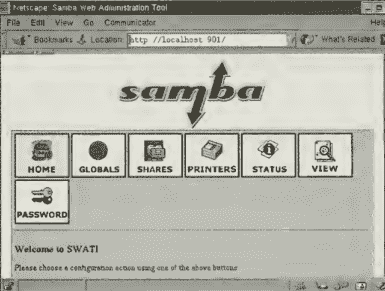 Netscape: Samba Web Administration Tool
File Edit View Go Communicator Help
Bookmarks Location: http://localhost:901/ What's Related
samba
HOME GLOBALS SHARES PRINTERS STATUS VIEW
PASSWORD
Welcome to SWAT!
Please choose a configuration action using one of the above buttons